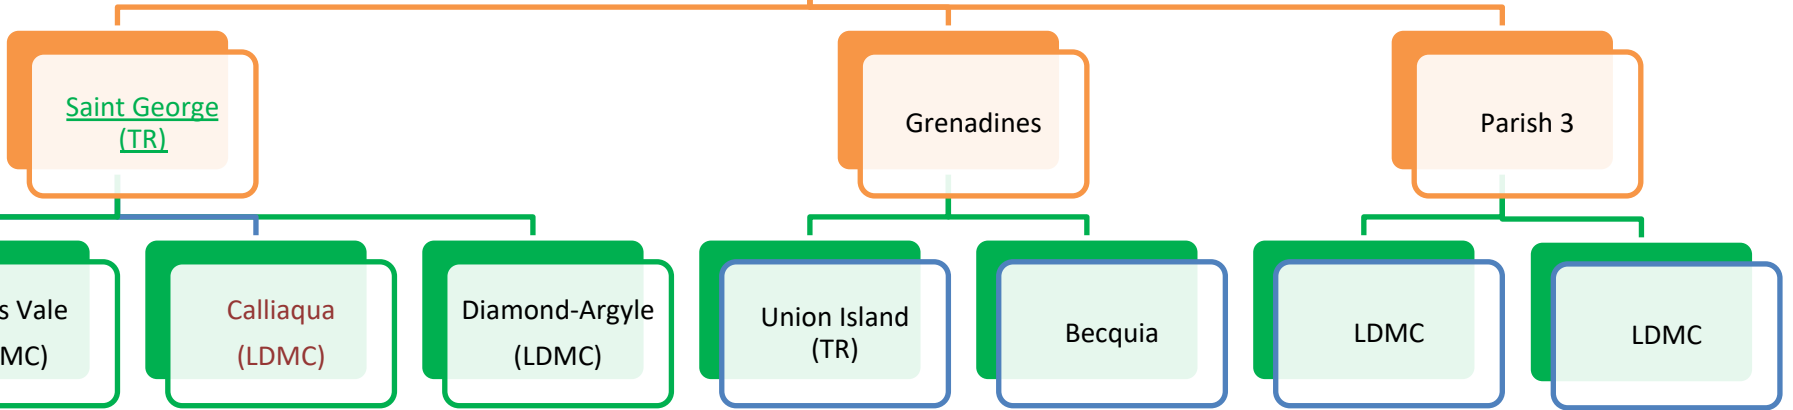 Saint George
(TR)
Grenadines
Parish 3
s Vale
MC)
Calliaqua
(LDMC)
Diamond-Argyle
(LDMC)
Union Island
(TR)
Becquia
LDMC
LDMC